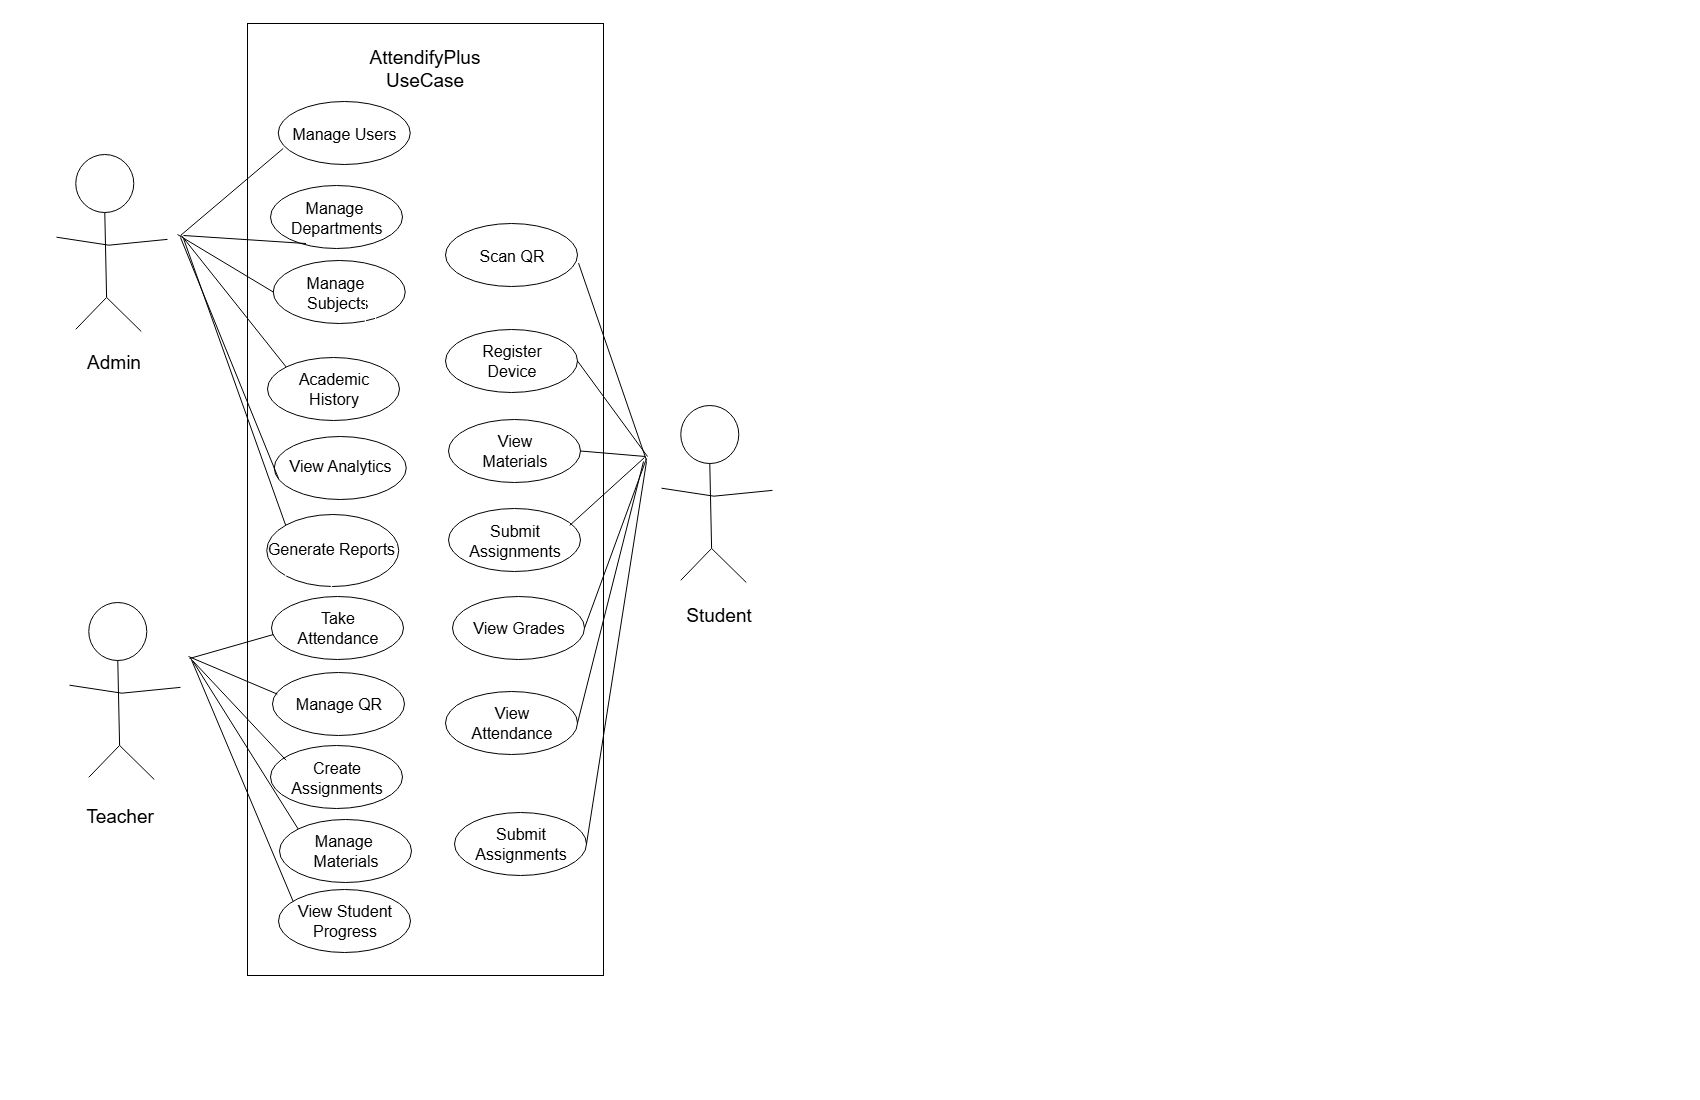 AttendifyPlus
UseCase
Manage Users
Manage
Departments
Manage
Subjects
Academic
History
View Analytics
Generate Reports
Take
Attendance
Manage QR
Create
Assignments
Manage
Materials
View Student
Progress
Scan QR
Register
Device
View
Materials
Submit
Assignments
View Grades
View
Attendance
Submit
Assignments
Admin
Teacher
Student